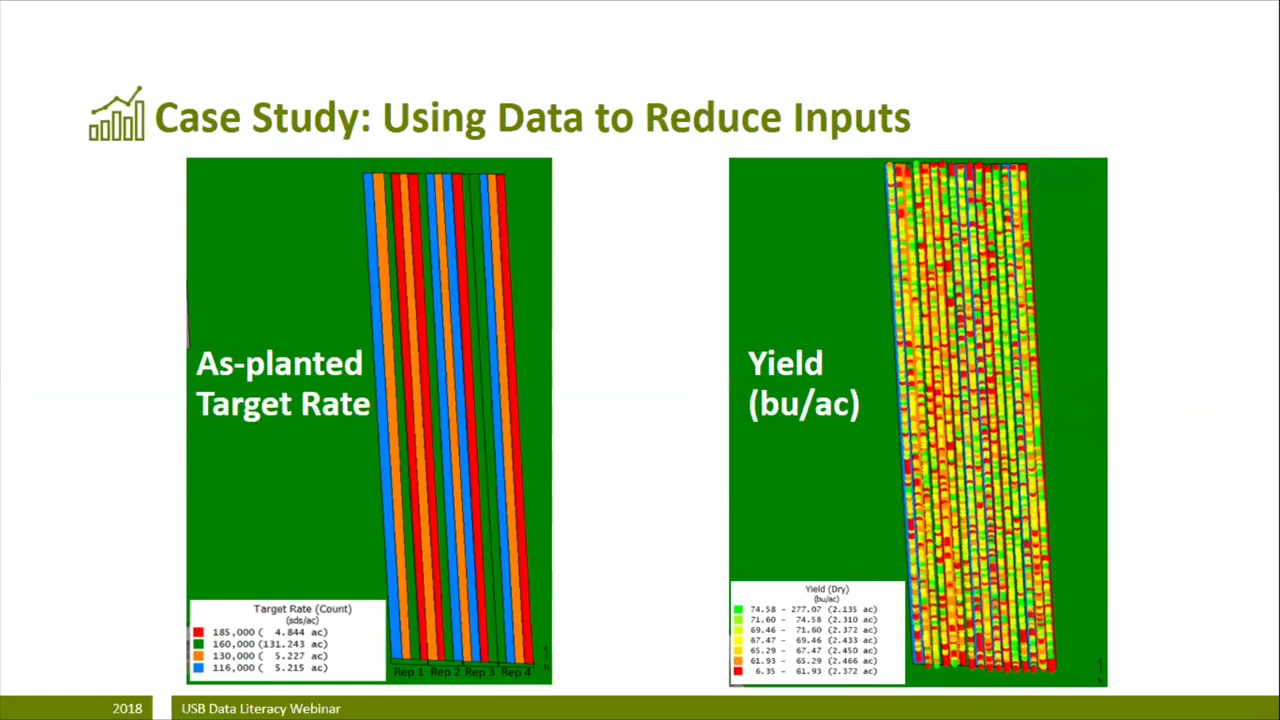 Case Study: Using Data to Reduce Inputs
As-planted
Target Rate
Target Rate (Count)
(sds/ac)
185,000 ( 4.844 ac)
160,000 (131.243 ac)
130,000 ( 5.227 ac)
116,000 ( 5.215 ac)
Rep 1 Rep 2 Rep 3 Rep 4
N
Yield
(bu/ac)
Yield (Dry)
(bu/ac)
74.58 - 277.07 (2.135 ac)
71.60 - 74.58 (2.310 ac)
69.46 - 71.60 (2.372 ac)
67.47 - 69.46 (2.433 ac)
65.29 - 67.47 (2.450 ac)
61.93 - 65.29 (2.466 ac)
6.35 - 61.93 (2.372 ac)
N
2018 USB Data Literacy Webinar